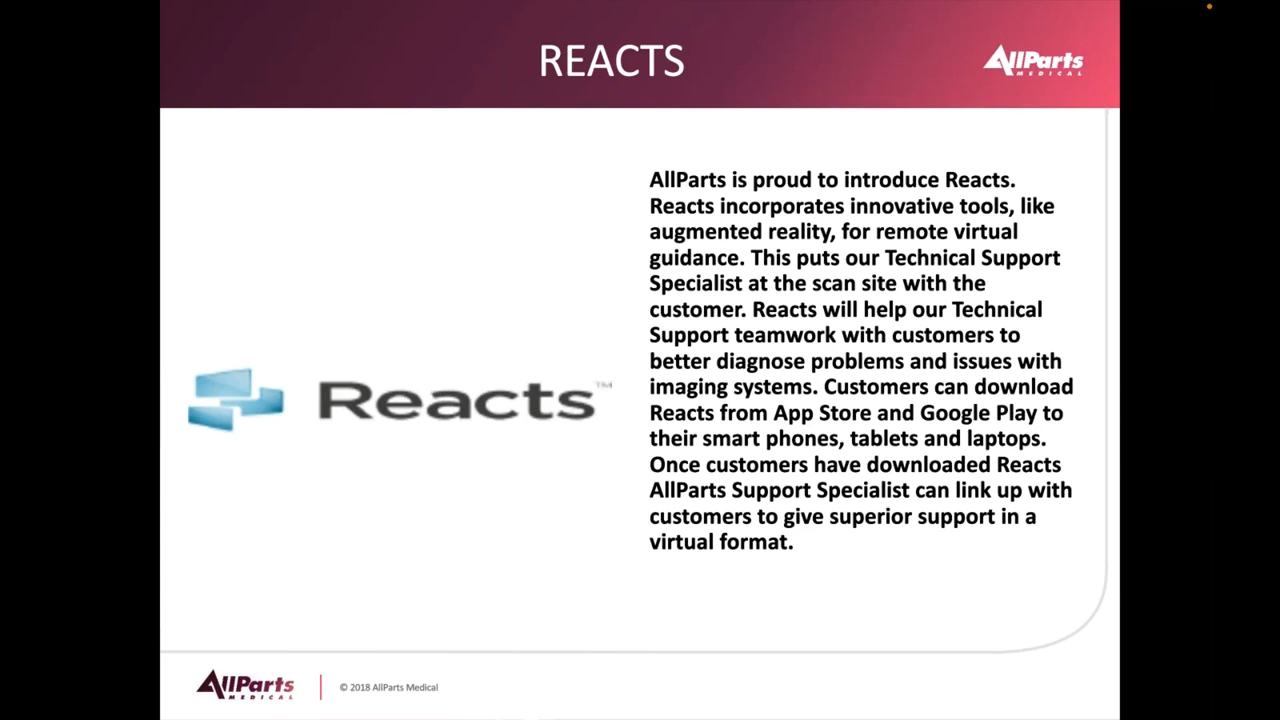 REACTS
AllParts
MEDICAL
AllParts is proud to introduce Reacts.
Reacts incorporates innovative tools, like
augmented reality, for remote virtual
guidance. This puts our Technical Support
Specialist at the scan site with the
customer. Reacts will help our Technical
Support teamwork with customers to
better diagnose problems and issues with
imaging systems. Customers can download
Reacts from App Store and Google Play to
their smart phones, tablets and laptops.
Once customers have downloaded Reacts
AllParts Support Specialist can link up with
customers to give superior support in a
virtual format.
Reacts™
AllParts
MEDICAL
© 2018 AllParts Medical